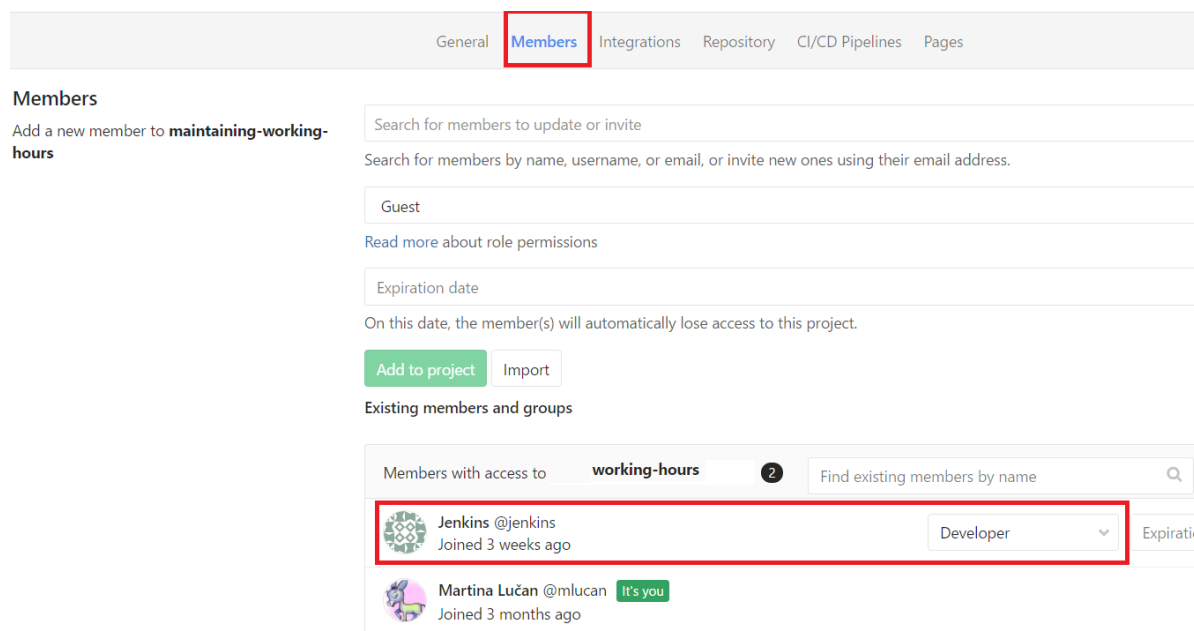 General Members Integrations Repository CI/CD Pipelines Pages
Members
Add a new member to maintaining-working-
hours
Search for members to update or invite
Search for members by name, username, or email, or invite new ones using their email address.
Guest
Read more about role permissions
Expiration date
On this date, the member(s) will automatically lose access to this project.
Add to project Import
Existing members and groups
Members with access to working-hours 2 Find existing members by name
Jenkins @jenkins
Joined 3 weeks ago
Developer
Expirati
Martina Lučan @mlucan It's you
Joined 3 months ago